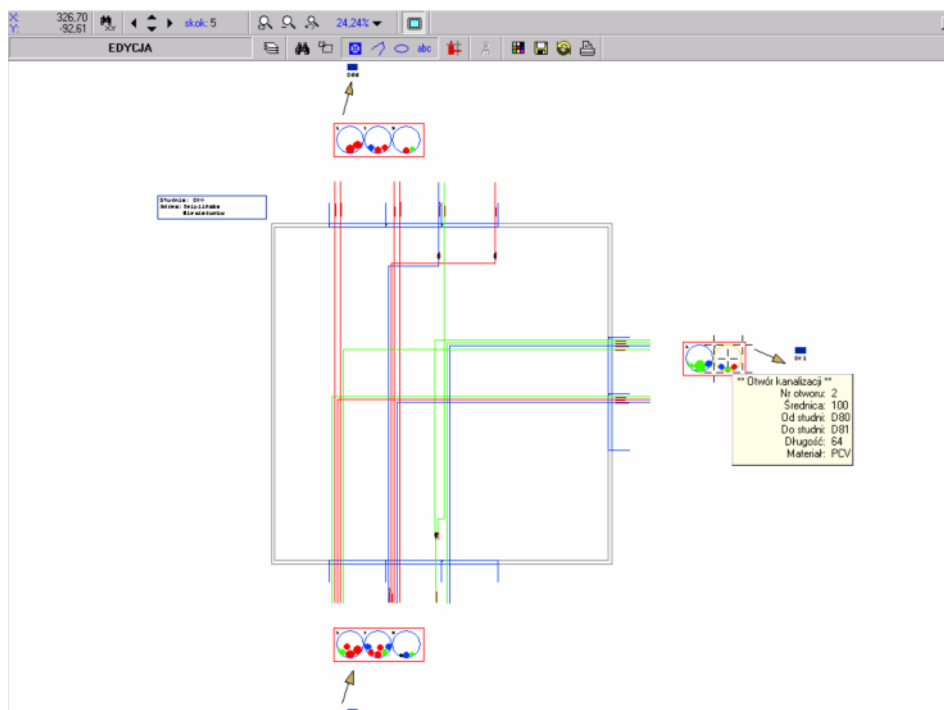 X: 326,70
Y: -92,61
X,Y
skok: 5
24,24%
EDYCJA
abc
** Otwór kanalizacji **
Nr otworu: 2
Średnica: 100
Od studni: D80
Do studni: D81
Długość: 64
Materiał: PCV